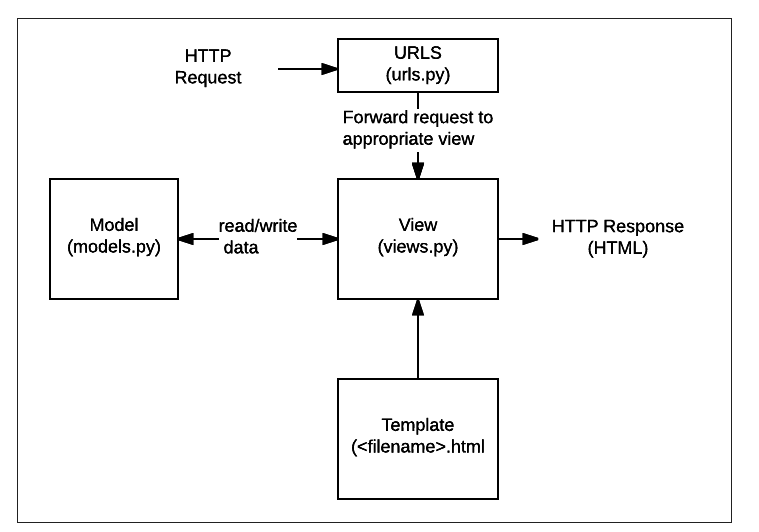 HTTP
Request
URLS
(urls.py)
Forward request to
appropriate view
Model
(models.py)
read/write
data
View
(views.py)
HTTP Response
(HTML)
Template
(<filename>.html